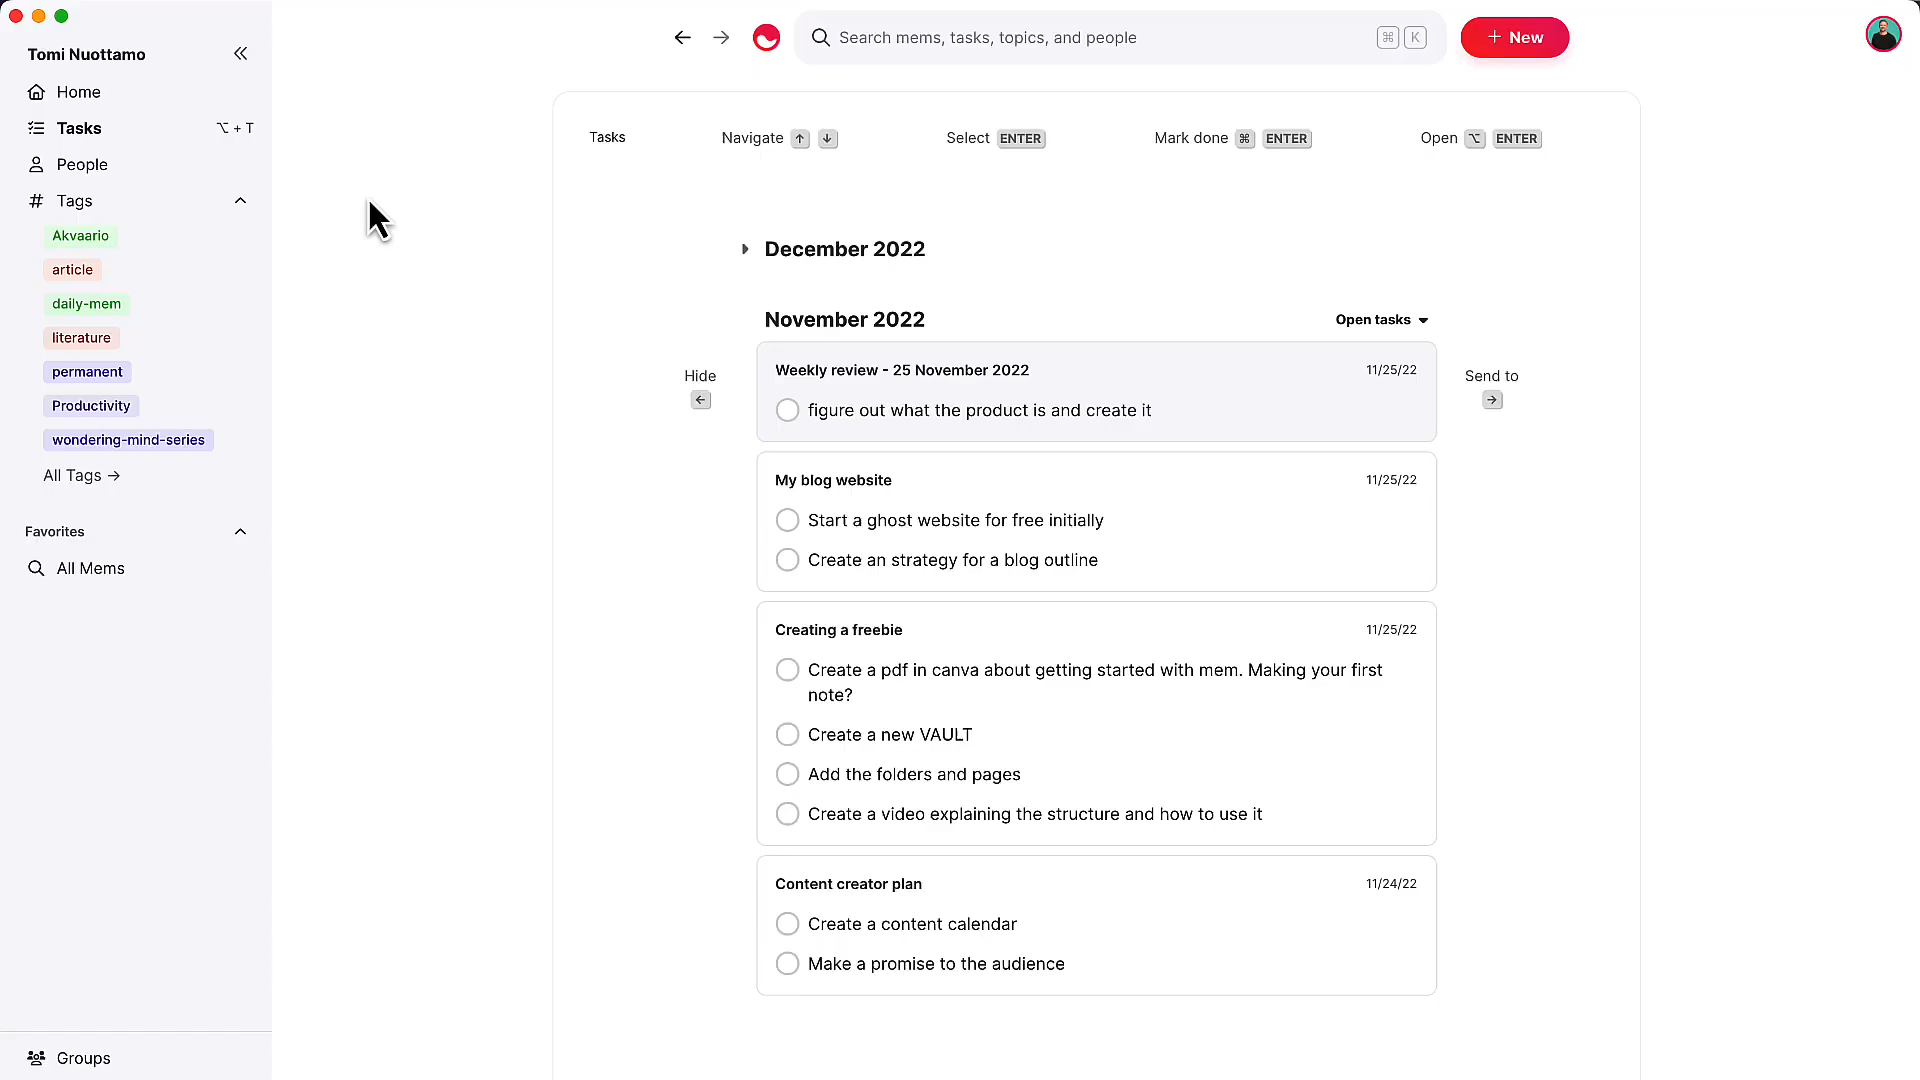 Tomi Nuottamo
Home
Tasks
⌥ + T
People
# Tags
Akvaario
article
daily-mem
literature
permanent
Productivity
wondering-mind-series
All Tags →
Favorites
All Mems
Groups
Search mems, tasks, topics, and people
⌘ K
+ New
Tasks
Navigate ↑ ↓
Select ENTER
Mark done ⌘ ENTER
Open ⌥ ENTER
December 2022
November 2022
Open tasks
Hide
←
Send to
→
Weekly review - 25 November 2022
11/25/22
figure out what the product is and create it
My blog website
11/25/22
Start a ghost website for free initially
Create an strategy for a blog outline
Creating a freebie
11/25/22
Create a pdf in canva about getting started with mem. Making your first
note?
Create a new VAULT
Add the folders and pages
Create a video explaining the structure and how to use it
Content creator plan
11/24/22
Create a content calendar
Make a promise to the audience